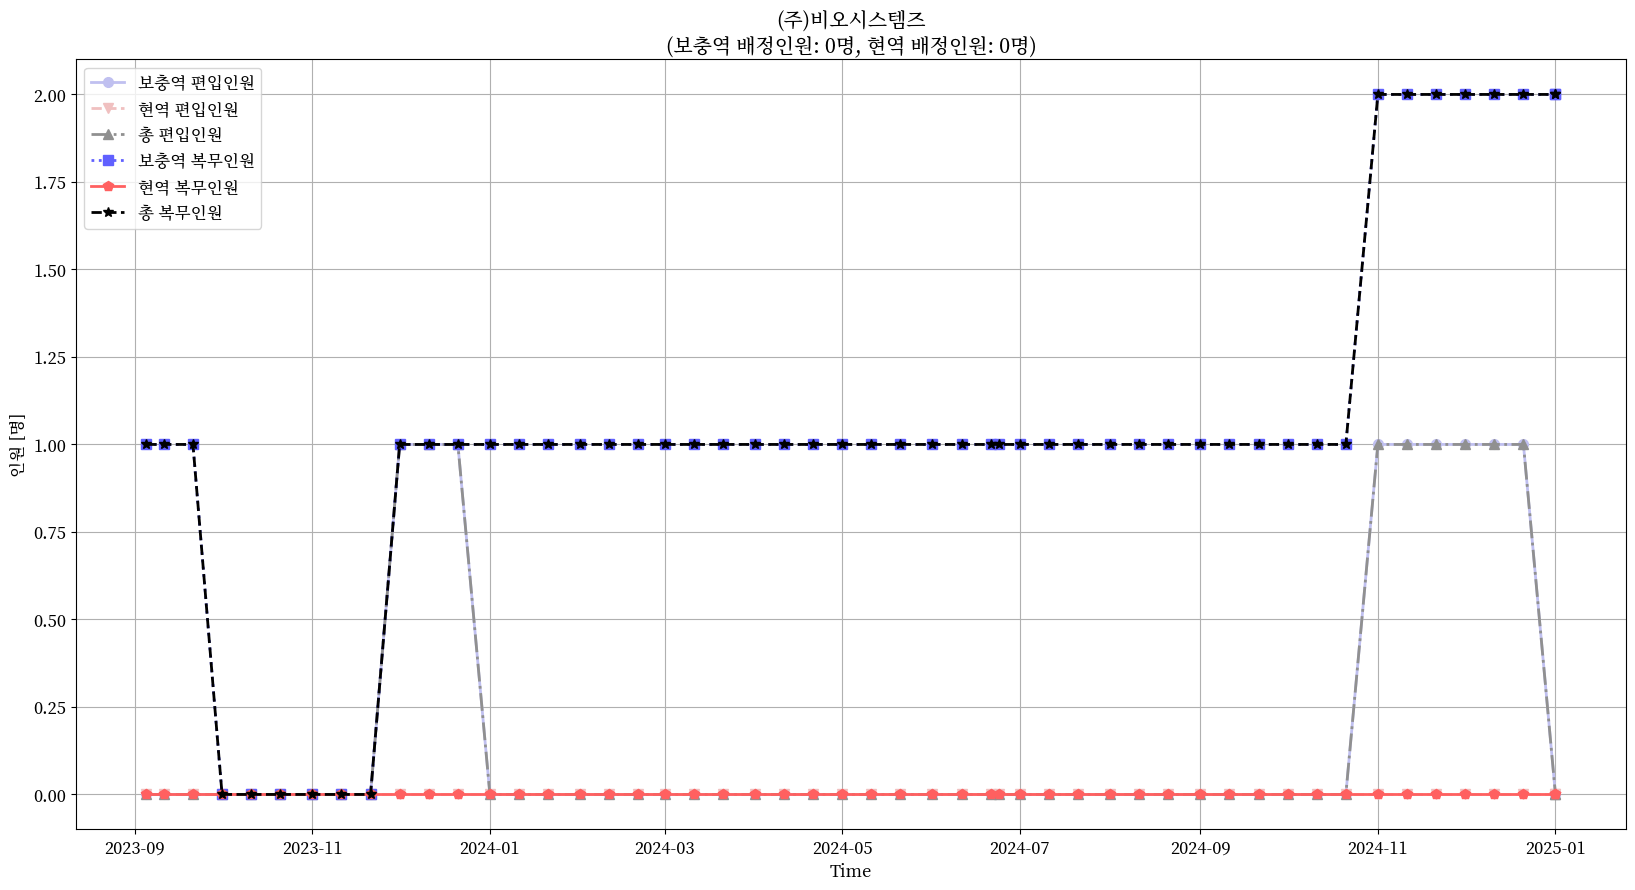 (주)비오시스템즈
(보충역 배정인원: 0명, 현역 배정인원: 0명)
보충역 편입인원
현역 편입인원
총 편입인원
보충역 복무인원
현역 복무인원
총 복무인원
2.00
1.75
1.50
1.25
1.00
0.75
0.50
0.25
0.00
인원 [명]
2023-09
2023-11
2024-01
2024-03
2024-05
2024-07
2024-09
2024-11
2025-01
Time